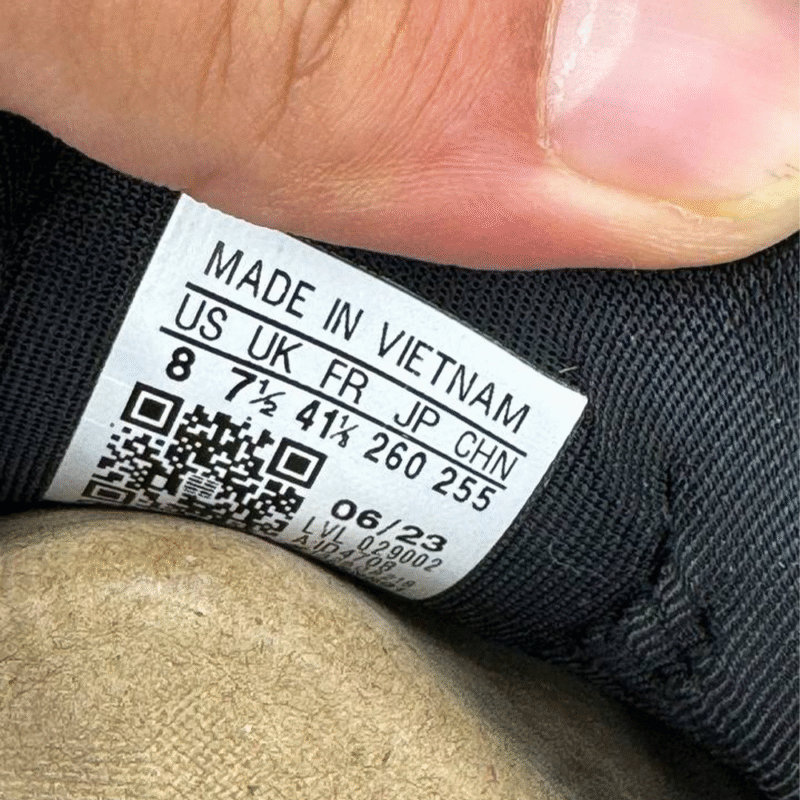 MADE IN VIETNAM
US UK FR JP CHN
8 7½ 41⅓ 260 255
06/23
LVL 029002